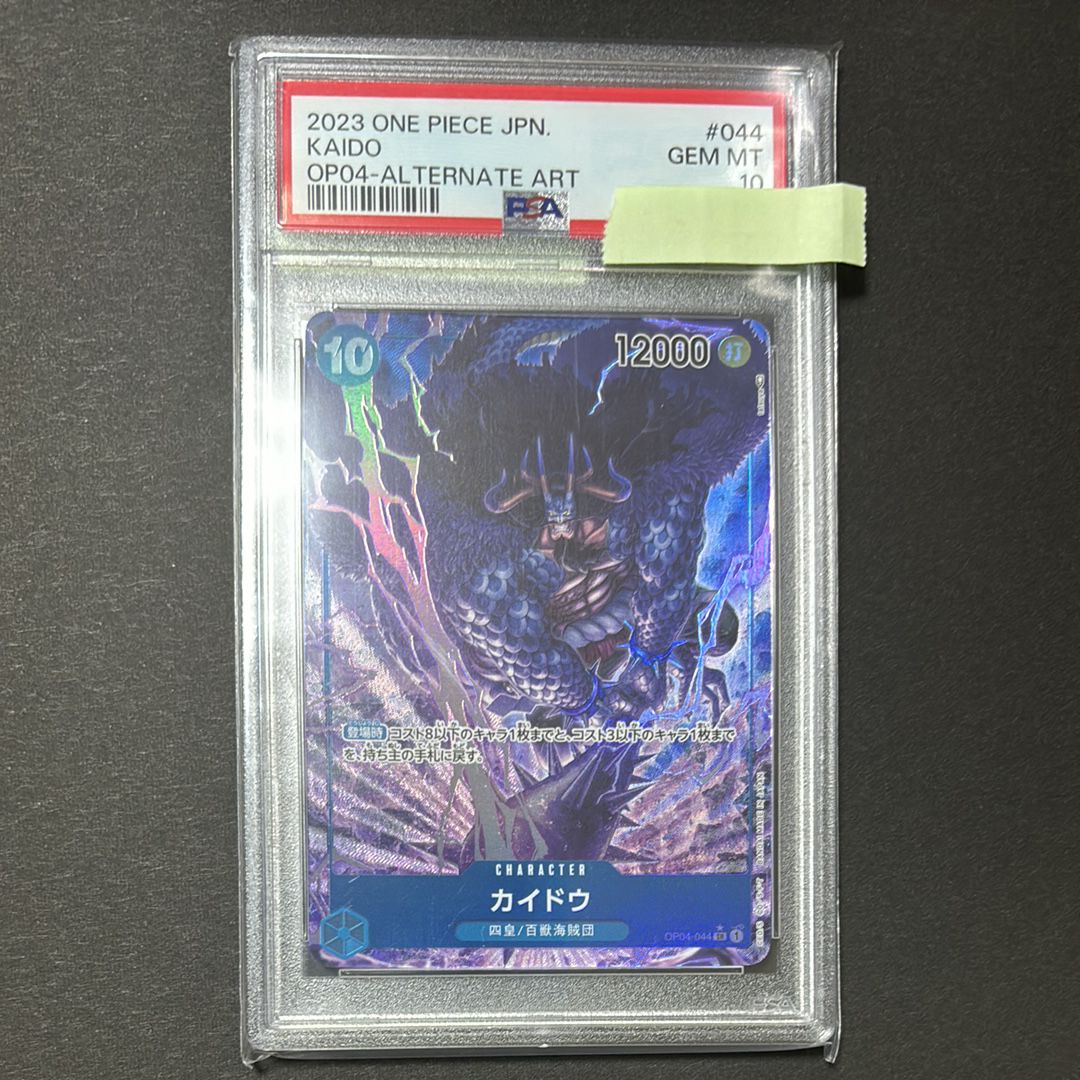 2023 ONE PIECE JPN.
#044
KAIDO
GEM MT
OP04-ALTERNATE ART
10
PSA
10
12000 打
登場時 コスト8以下のキャラ1枚までと、コスト3以下のキャラ1枚まで
を、持ち主の手札に戻す。
CHARACTER
カイドウ
四皇/百獣海賊団
OP04-044 SR 1